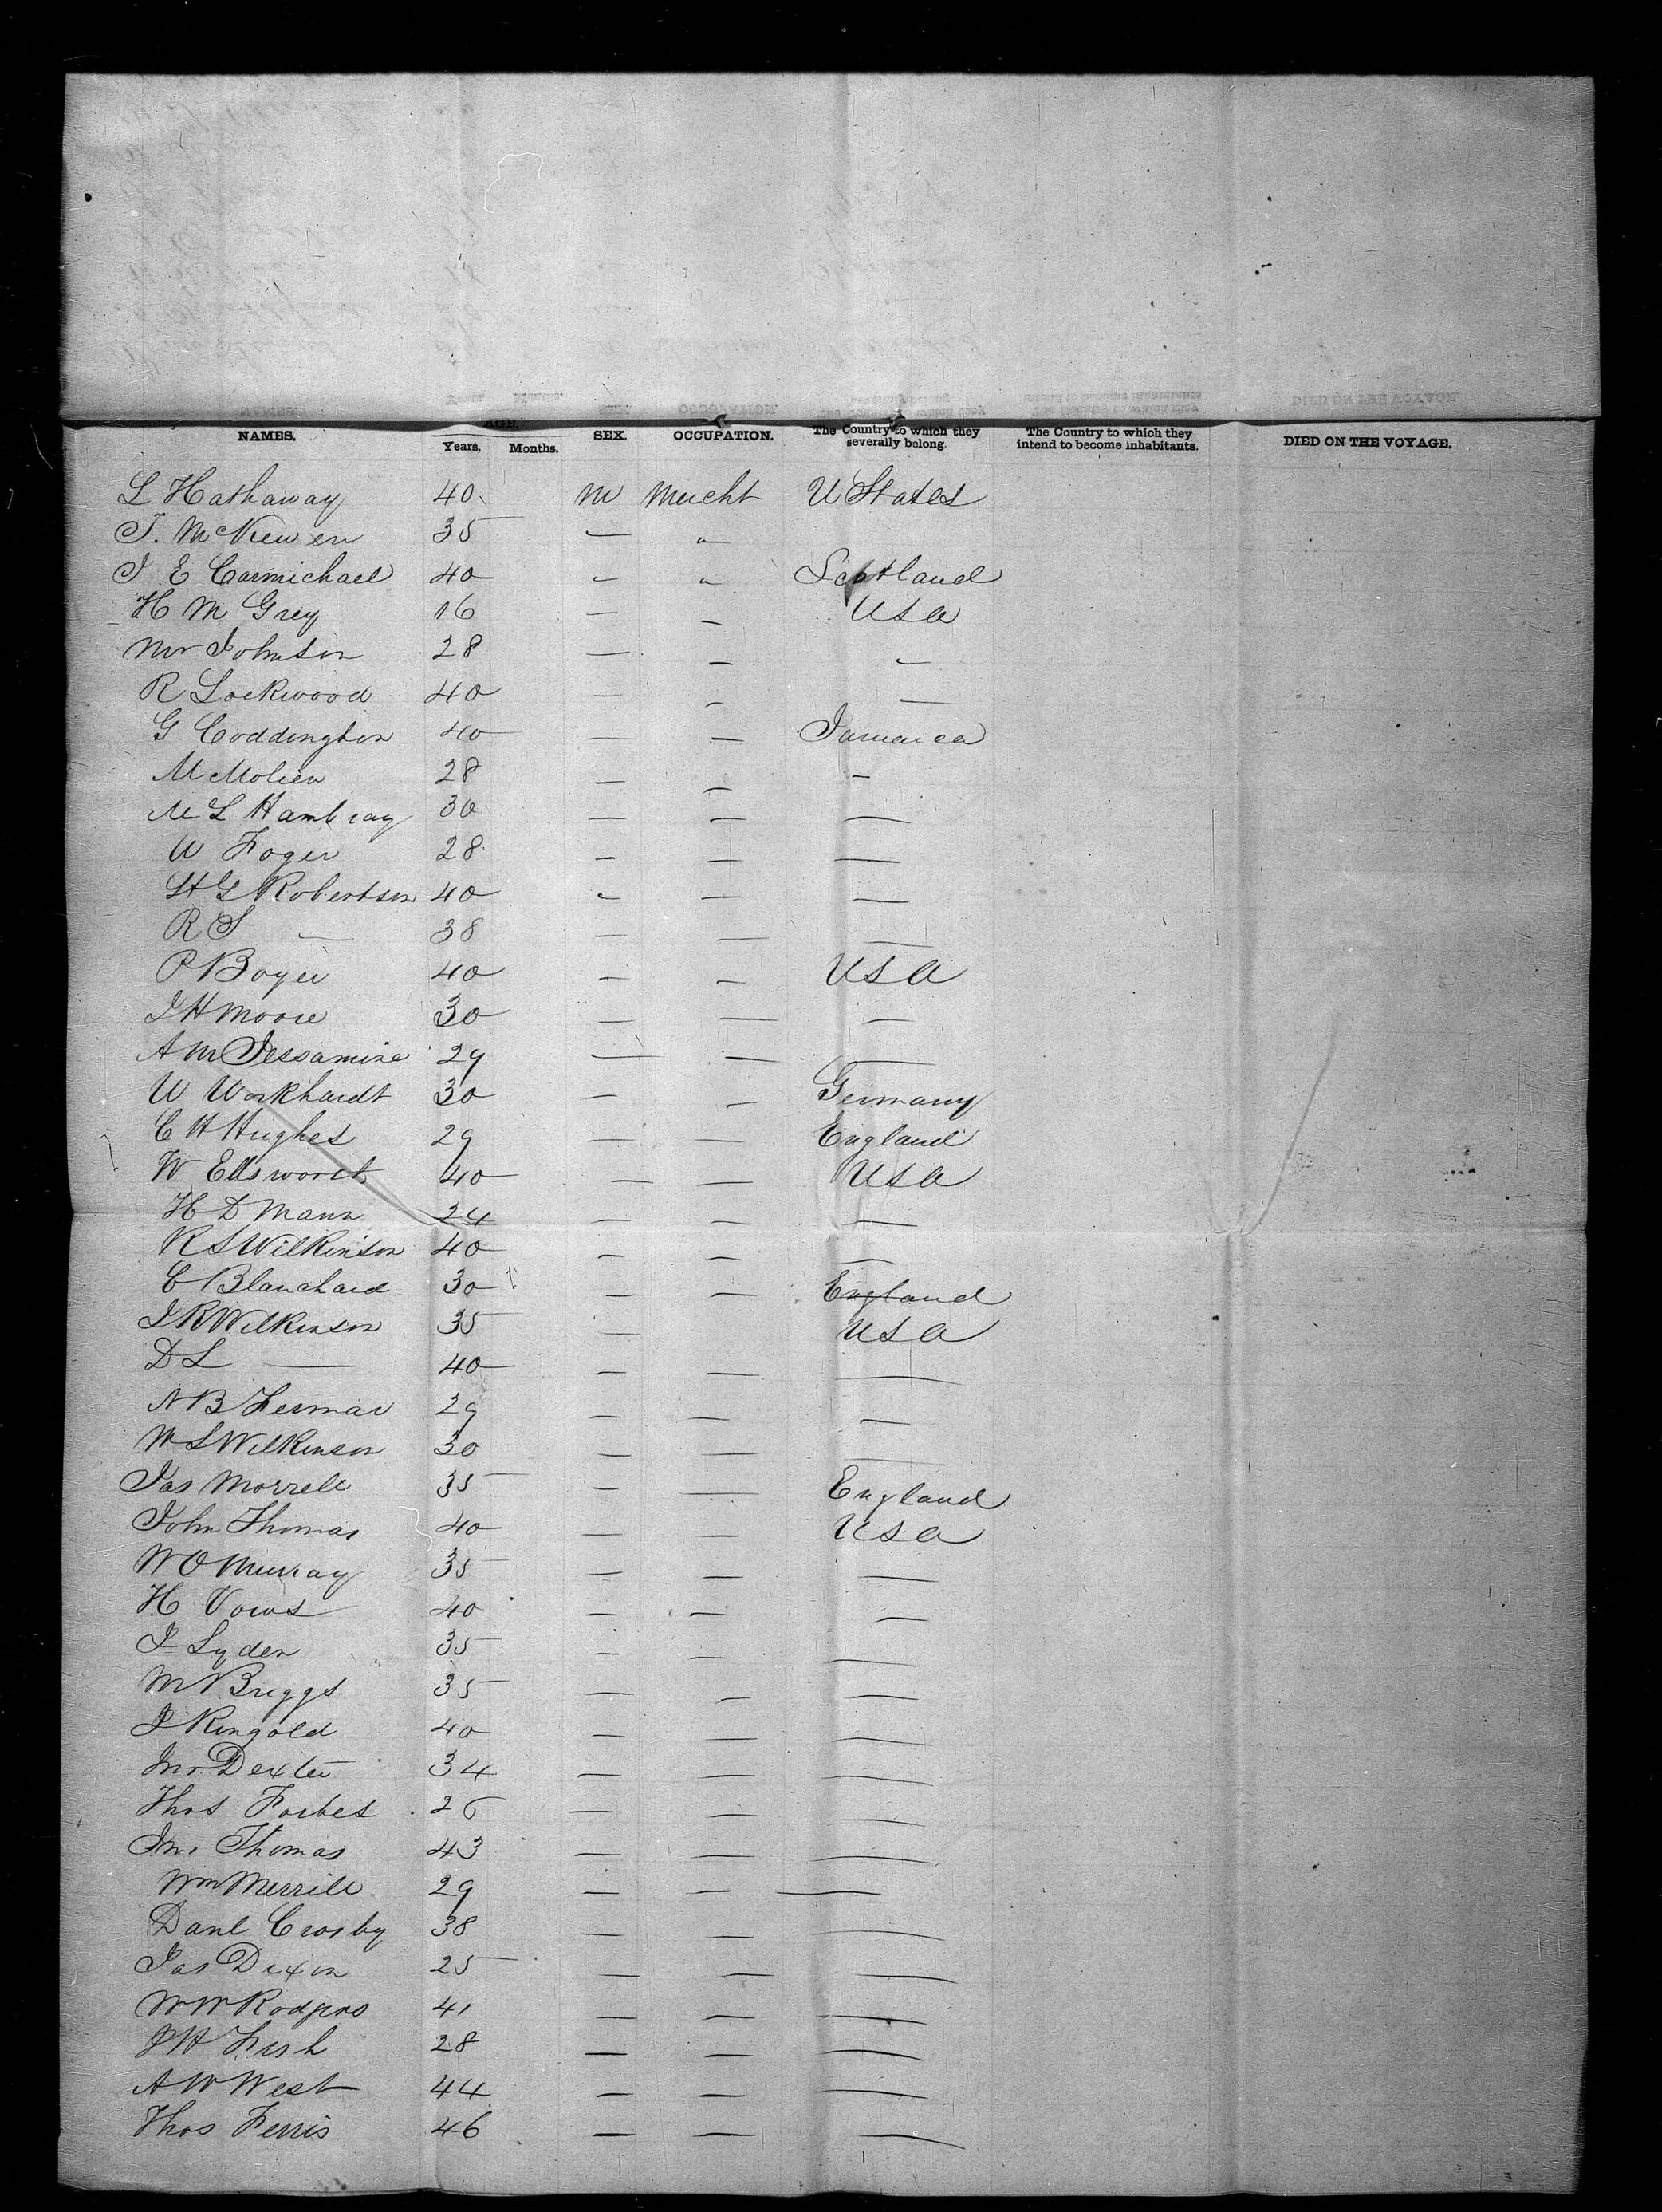 NAMES. AGE. Years. Months. SEX. OCCUPATION. The Country to which they severally belong. The Country to which they intend to become inhabitants. DIED ON THE VOYAGE.
L Hathaway 40 M Mercht U States
35 — "
J E Carmichael 40 " " Scotland
H M Grey 16 — — USA
Mr Johnson 28 — — —
R Lockwood 40 — — —
G Coddington 40 — — Jamaica
28 — — —
30 — — —
W 28 — — —
Robertson 40 — — —
R S — 38 — — —
P Boyer 40 — — USA
J H Moore 30 — — —
A M Jessamine 29 — — —
W Workhardt 30 — — Germany
C H Hughes 29 — — England
W Ellsworth 40 — — USA
H D Mann 24 — — —
R S Wilkinson 40 — — —
C Blanchard 30 — — England
J R Wilkinson 35 — USA
D L — 40 — — —
N B 29 — — —
W S Wilkinson 30 — — —
Jas Morrell 35 — — England
John Thomas 40 — — USA
W O Murray 35 — — —
H Vows 40 — — —
J Lyden 35 — — —
M Briggs 35 — — —
J Ringold 40 — — —
Jno Dexter 34 — — —
Thos Forbes 26 — — —
Jno Thomas 43 — — —
Wm Merrill 29 — — —
Danl Crosby 38 — — —
Jas Dixon 25 — — —
W W Rodgers 41 — — —
J H Fish 28 — — —
A W West 44 — — —
Thos Ferris 46 — — —